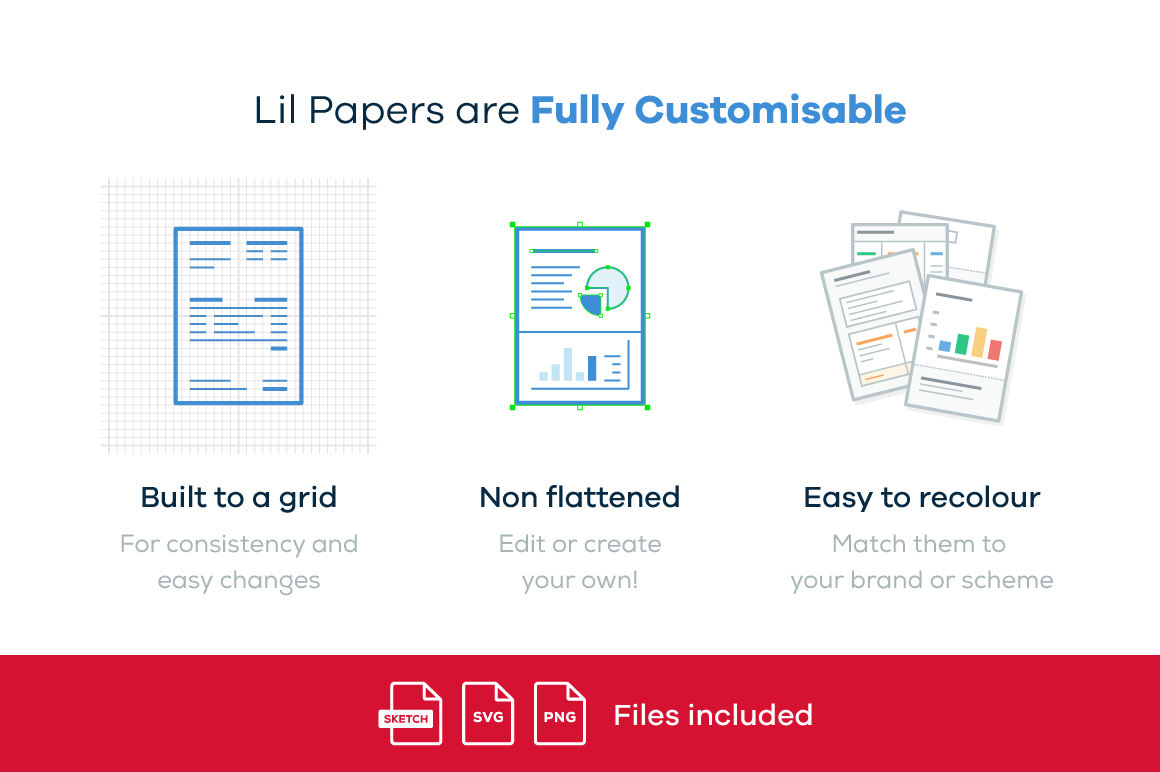 Lil Papers are Fully Customisable
Built to a grid
For consistency and
easy changes
Non flattened
Edit or create
your own!
Easy to recolour
Match them to
your brand or scheme
SKETCH
SVG
PNG
Files included